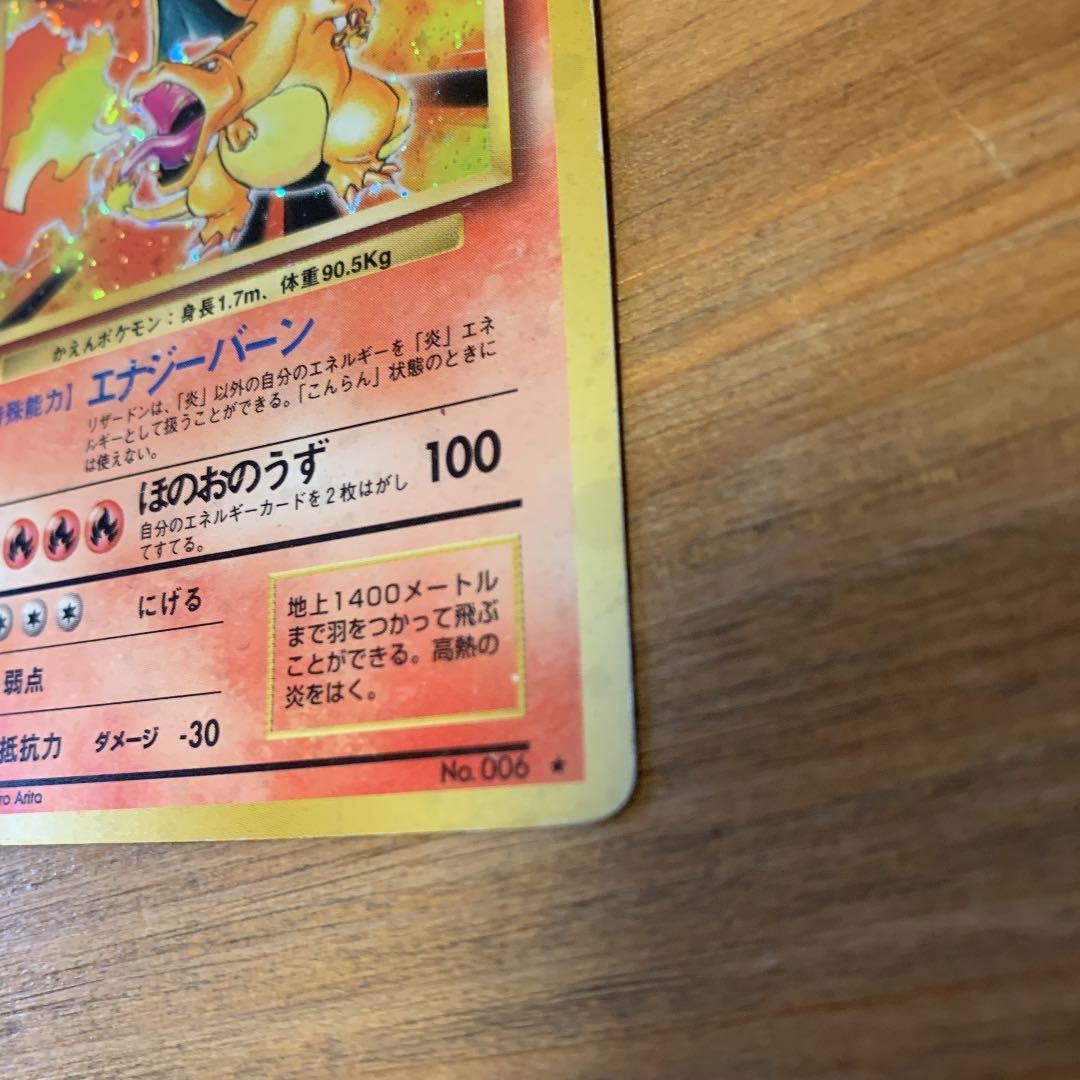 かえんポケモン：身長1.7m、体重90.5Kg
殊能力】エナジーバーン
リザードンは、「炎」以外の自分のエネルギーを「炎」エネ
ルギーとして扱うことができる。「こんらん」状態のときに
は使えない。
ほのおのうず 100
自分のエネルギーカードを2枚はがし
てすてる。
にげる
弱点
抵抗力 ダメージ -30
地上1400メートル
まで羽をつかって飛ぶ
ことができる。高熱の
炎をはく。
No. 006 ★
ro Arita